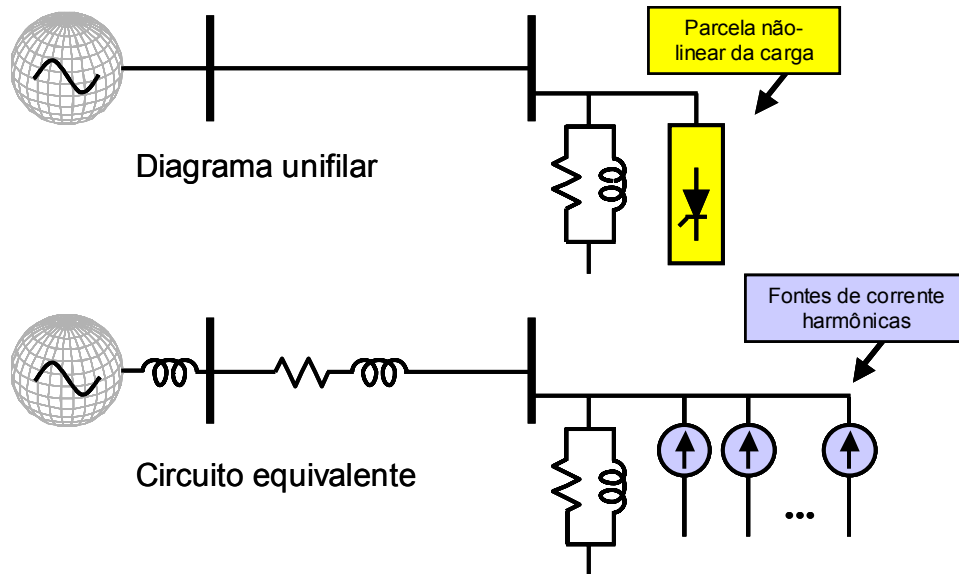 Parcela não-
linear da carga
Diagrama unifilar
Fontes de corrente
harmônicas
Circuito equivalente
...